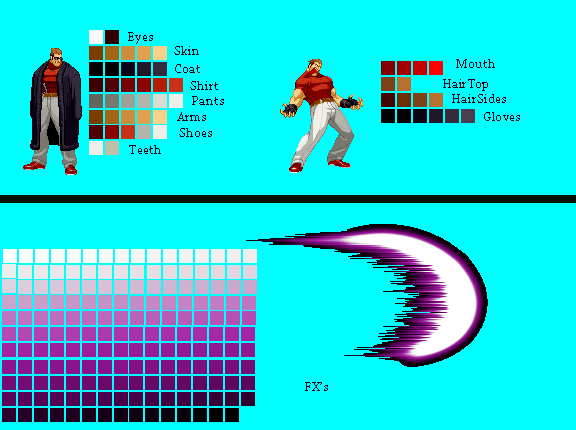 Eyes
Skin
Coat
Shirt
Pants
Arms
Shoes
Teeth
Mouth
HairTop
HairSides
Gloves
FX's